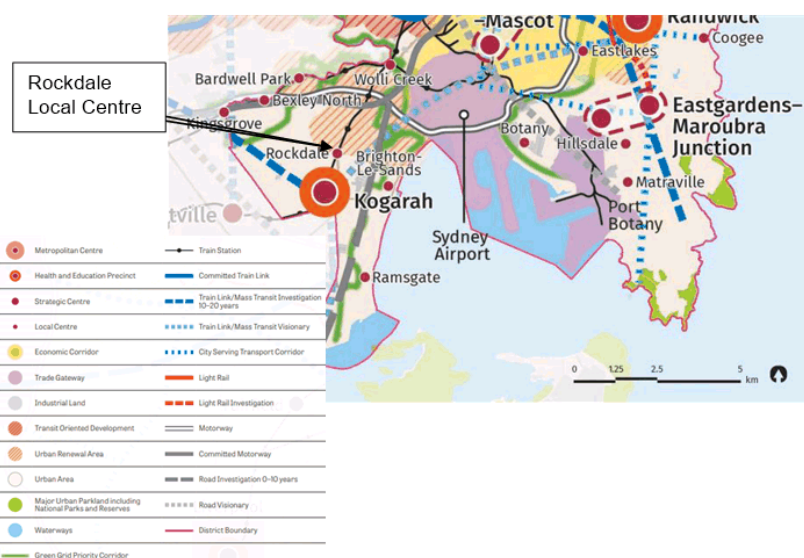 –Mascot
Randwick
Coogee
Eastlakes
Rockdale
Local Centre
Bardwell Park
Wolli Creek
Bexley North
Kingsgrove
Eastgardens–
Maroubra
Junction
Botany
Hillsdale
Rockdale
Brighton-
Le-Sands
Matraville
Kogarah
Port
Botany
Sydney
Airport
Ramsgate
0 1.25 2.5 5
km
Metropolitan Centre
Train Station
Health and Education Precinct
Committed Train Link
Strategic Centre
Train Link/Mass Transit Investigation
10–20 years
Local Centre
Train Link/Mass Transit Visionary
Economic Corridor
City Serving Transport Corridor
Trade Gateway
Light Rail
Industrial Land
Light Rail Investigation
Transit Oriented Development
Motorway
Urban Renewal Area
Committed Motorway
Urban Area
Road Investigation 0–10 years
Major Urban Parkland including
National Parks and Reserves
Road Visionary
Waterways
District Boundary
Green Grid Priority Corridor